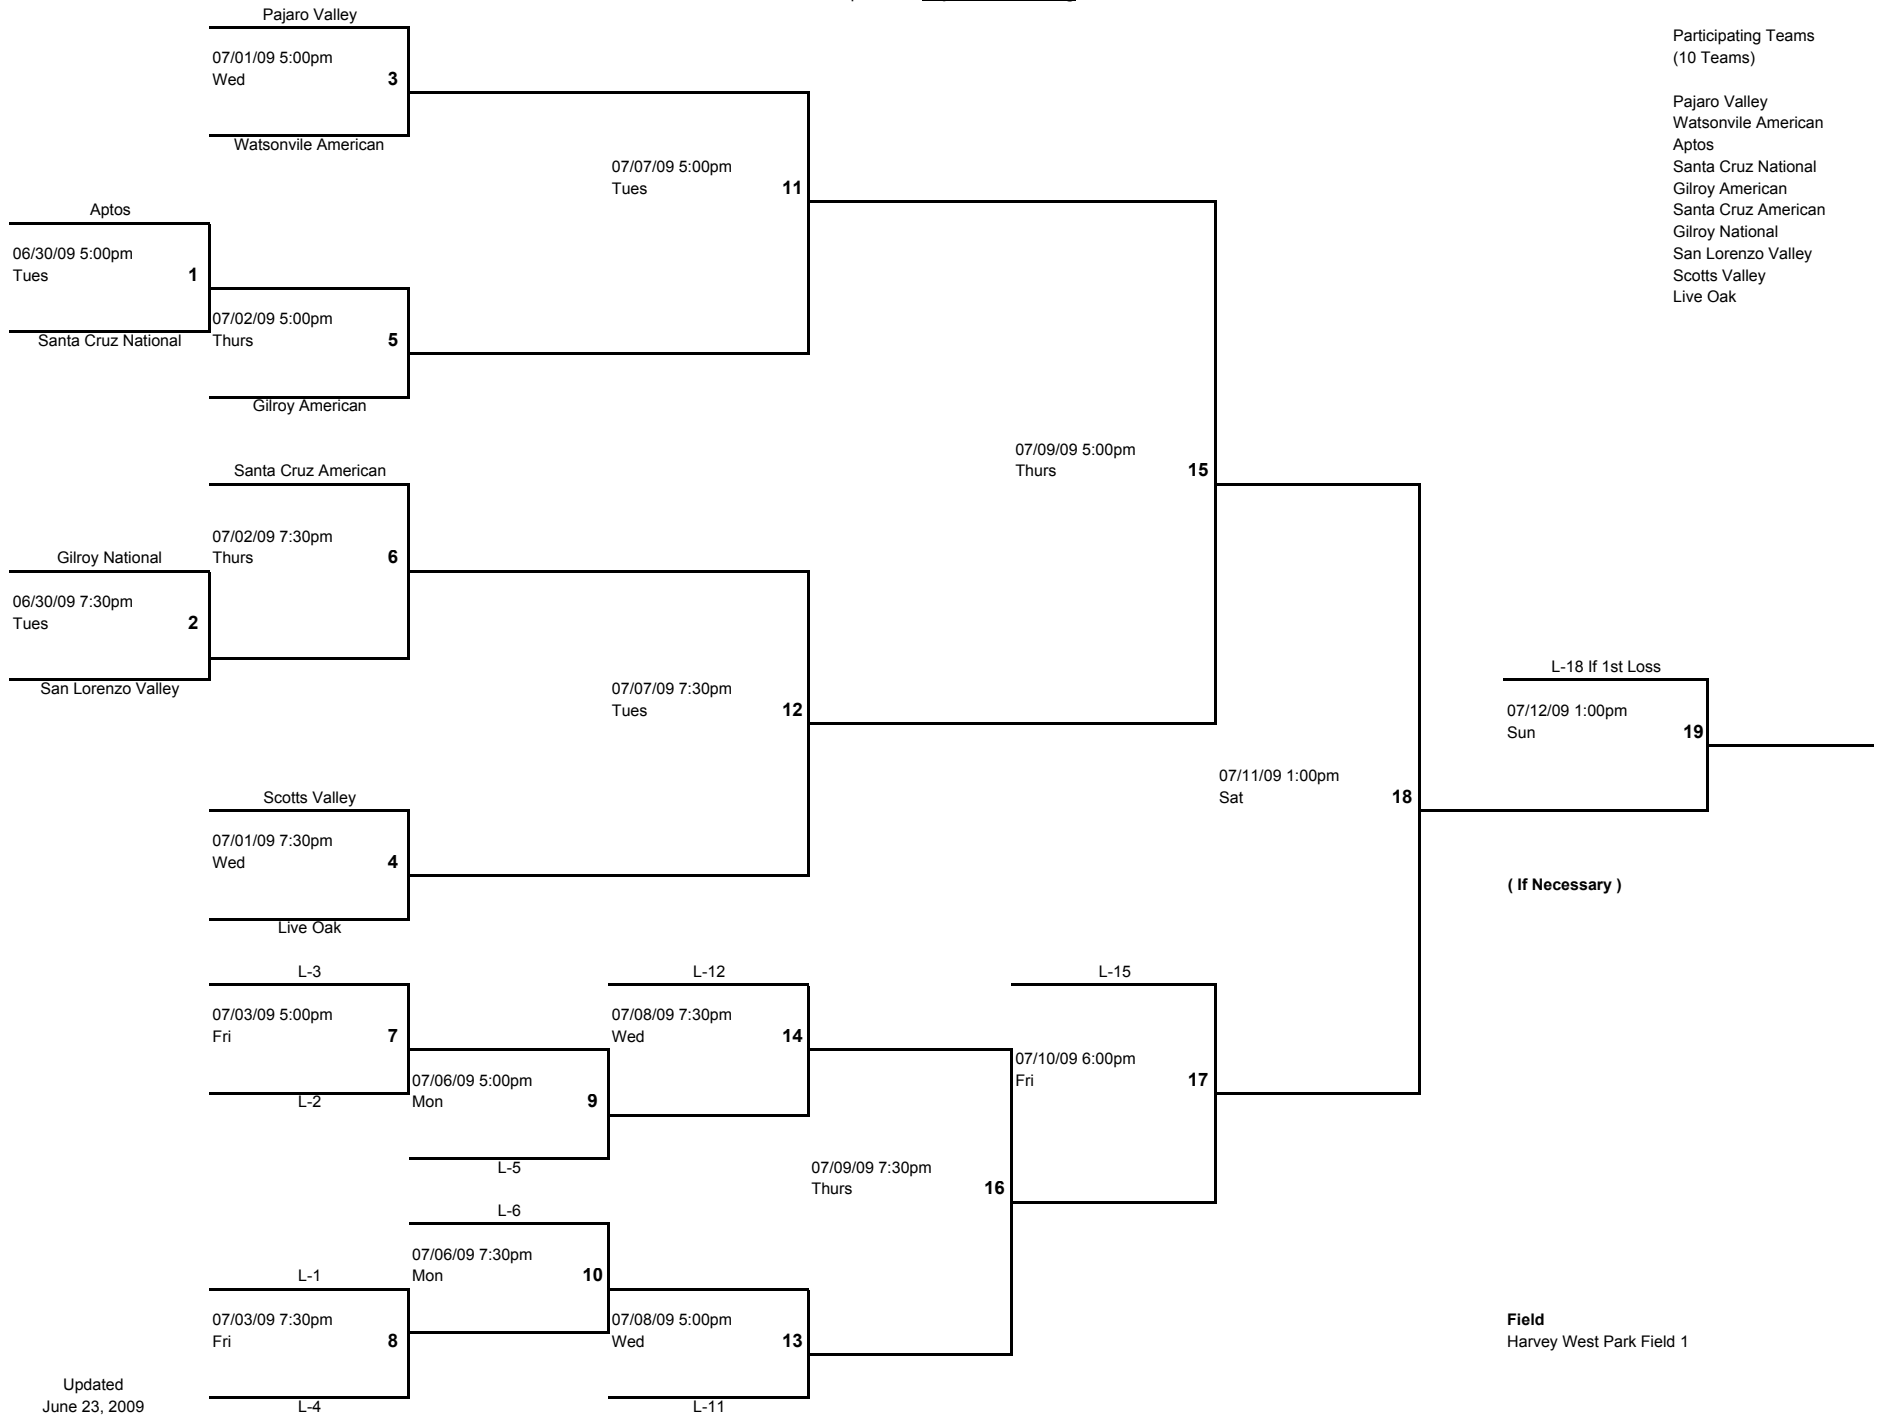 Pajaro Valley
07/01/09 5:00pm
Wed 3
Watsonvile American
Aptos
06/30/09 5:00pm
Tues 1
Santa Cruz National
07/02/09 5:00pm
Thurs 5
Gilroy American
07/07/09 5:00pm
Tues 11
Santa Cruz American
07/02/09 7:30pm
Thurs 6
Gilroy National
06/30/09 7:30pm
Tues 2
San Lorenzo Valley
07/07/09 7:30pm
Tues 12
Scotts Valley
07/01/09 7:30pm
Wed 4
Live Oak
07/09/09 5:00pm
Thurs 15
07/11/09 1:00pm
Sat 18
L-18 If 1st Loss
07/12/09 1:00pm
Sun 19
( If Necessary )
L-3
07/03/09 5:00pm
Fri 7
L-2
07/06/09 5:00pm
Mon 9
L-5
L-12
07/08/09 7:30pm
Wed 14
L-15
07/10/09 6:00pm
Fri 17
07/09/09 7:30pm
Thurs 16
L-6
07/06/09 7:30pm
Mon 10
L-1
07/03/09 7:30pm
Fri 8
L-4
07/08/09 5:00pm
Wed 13
L-11
Participating Teams
(10 Teams)
Pajaro Valley
Watsonvile American
Aptos
Santa Cruz National
Gilroy American
Santa Cruz American
Gilroy National
San Lorenzo Valley
Scotts Valley
Live Oak
Field
Harvey West Park Field 1
Updated
June 23, 2009